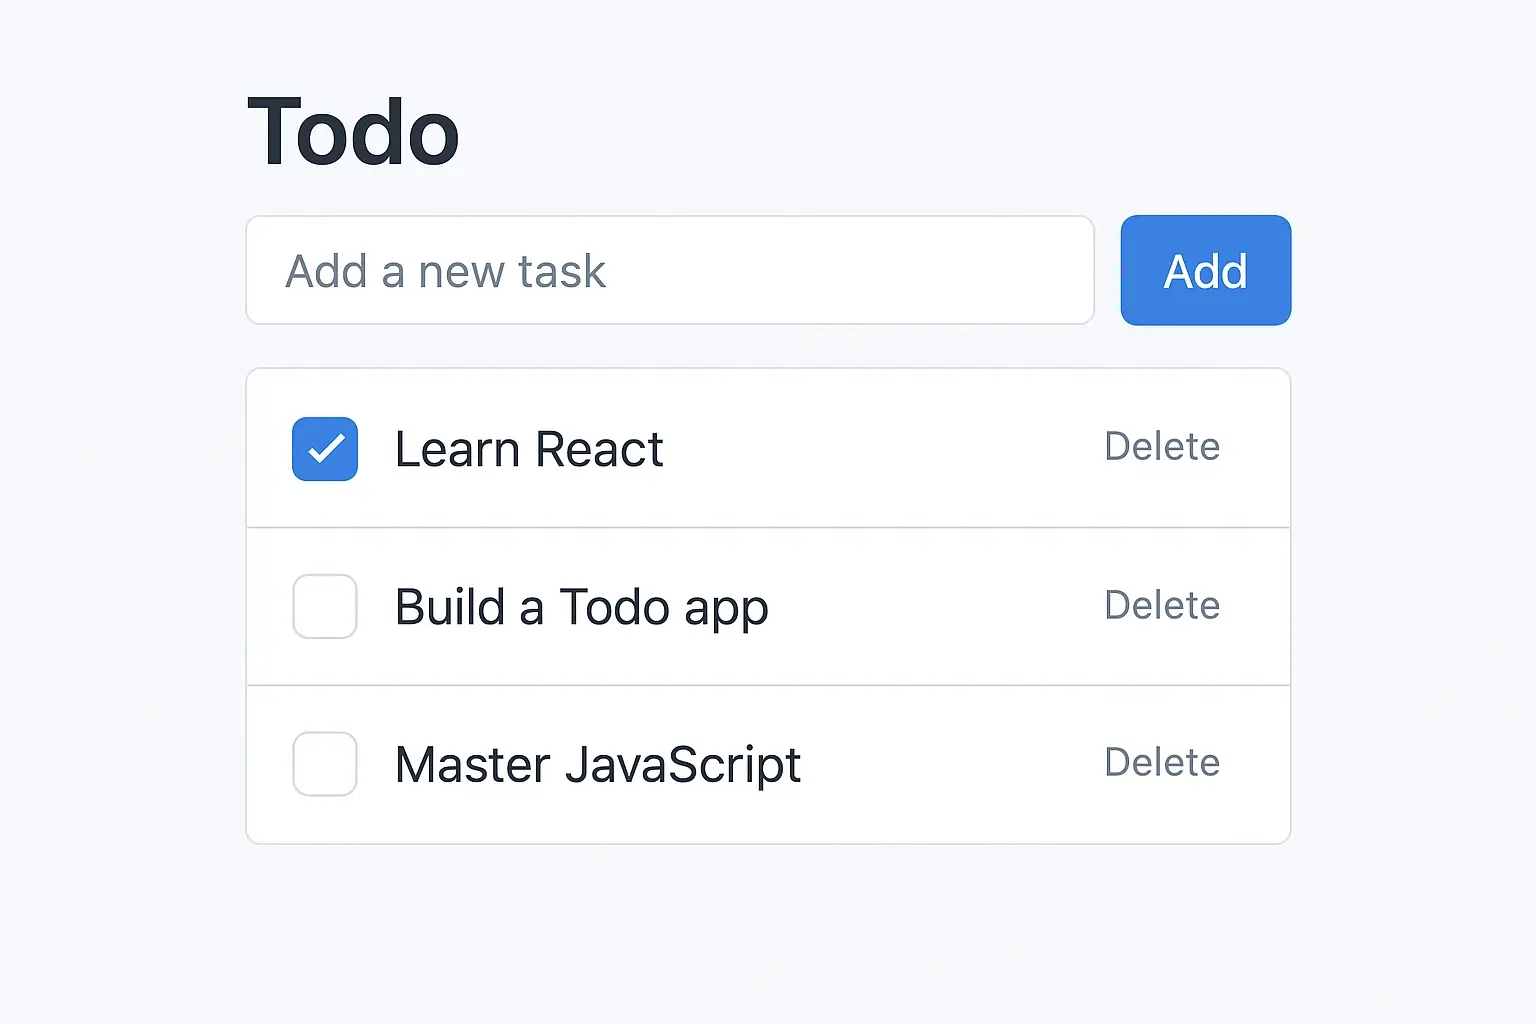 Todo
Add a new task
Add
Learn React
Delete
Build a Todo app
Delete
Master JavaScript
Delete